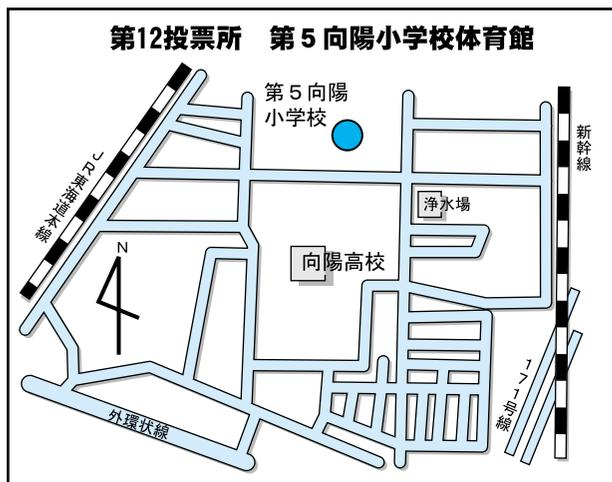 第12投票所　第５向陽小学校体育館
第５向陽
小学校
新幹線
ＪＲ東海道本線
浄水場
N
向陽高校
171号線
外環状線